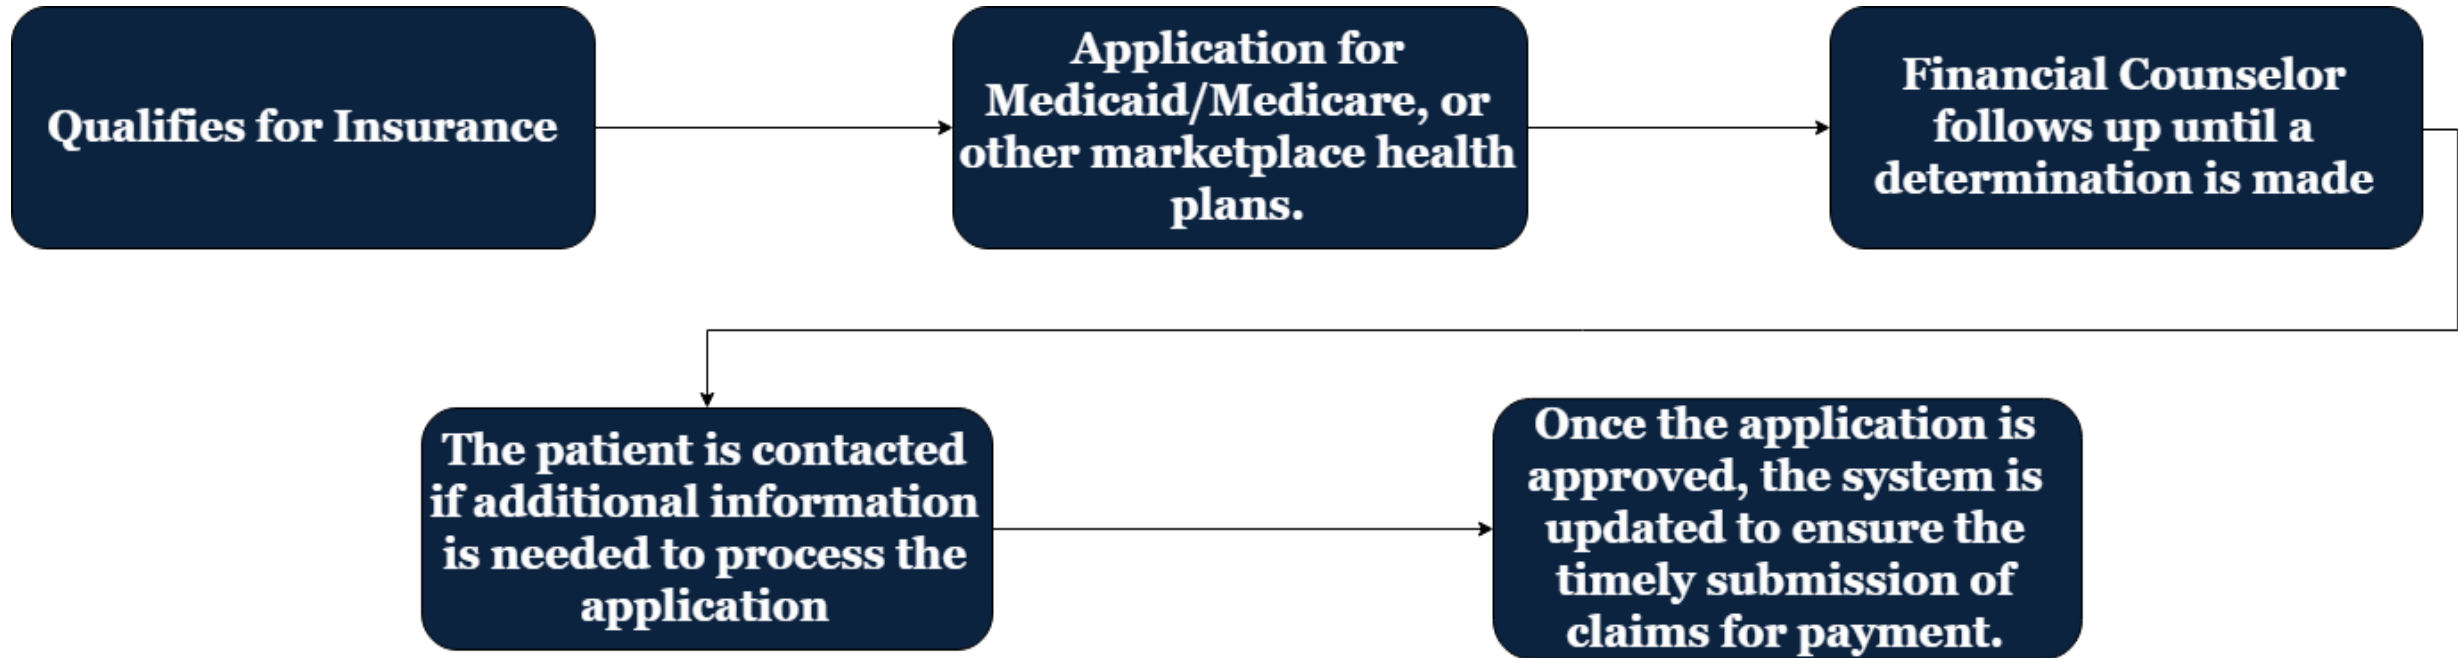 Qualifies for Insurance
Application for
Medicaid/Medicare, or
other marketplace health
plans.
Financial Counselor
follows up until a
determination is made
The patient is contacted
if additional information
is needed to process the
application
Once the application is
approved, the system is
updated to ensure the
timely submission of
claims for payment.